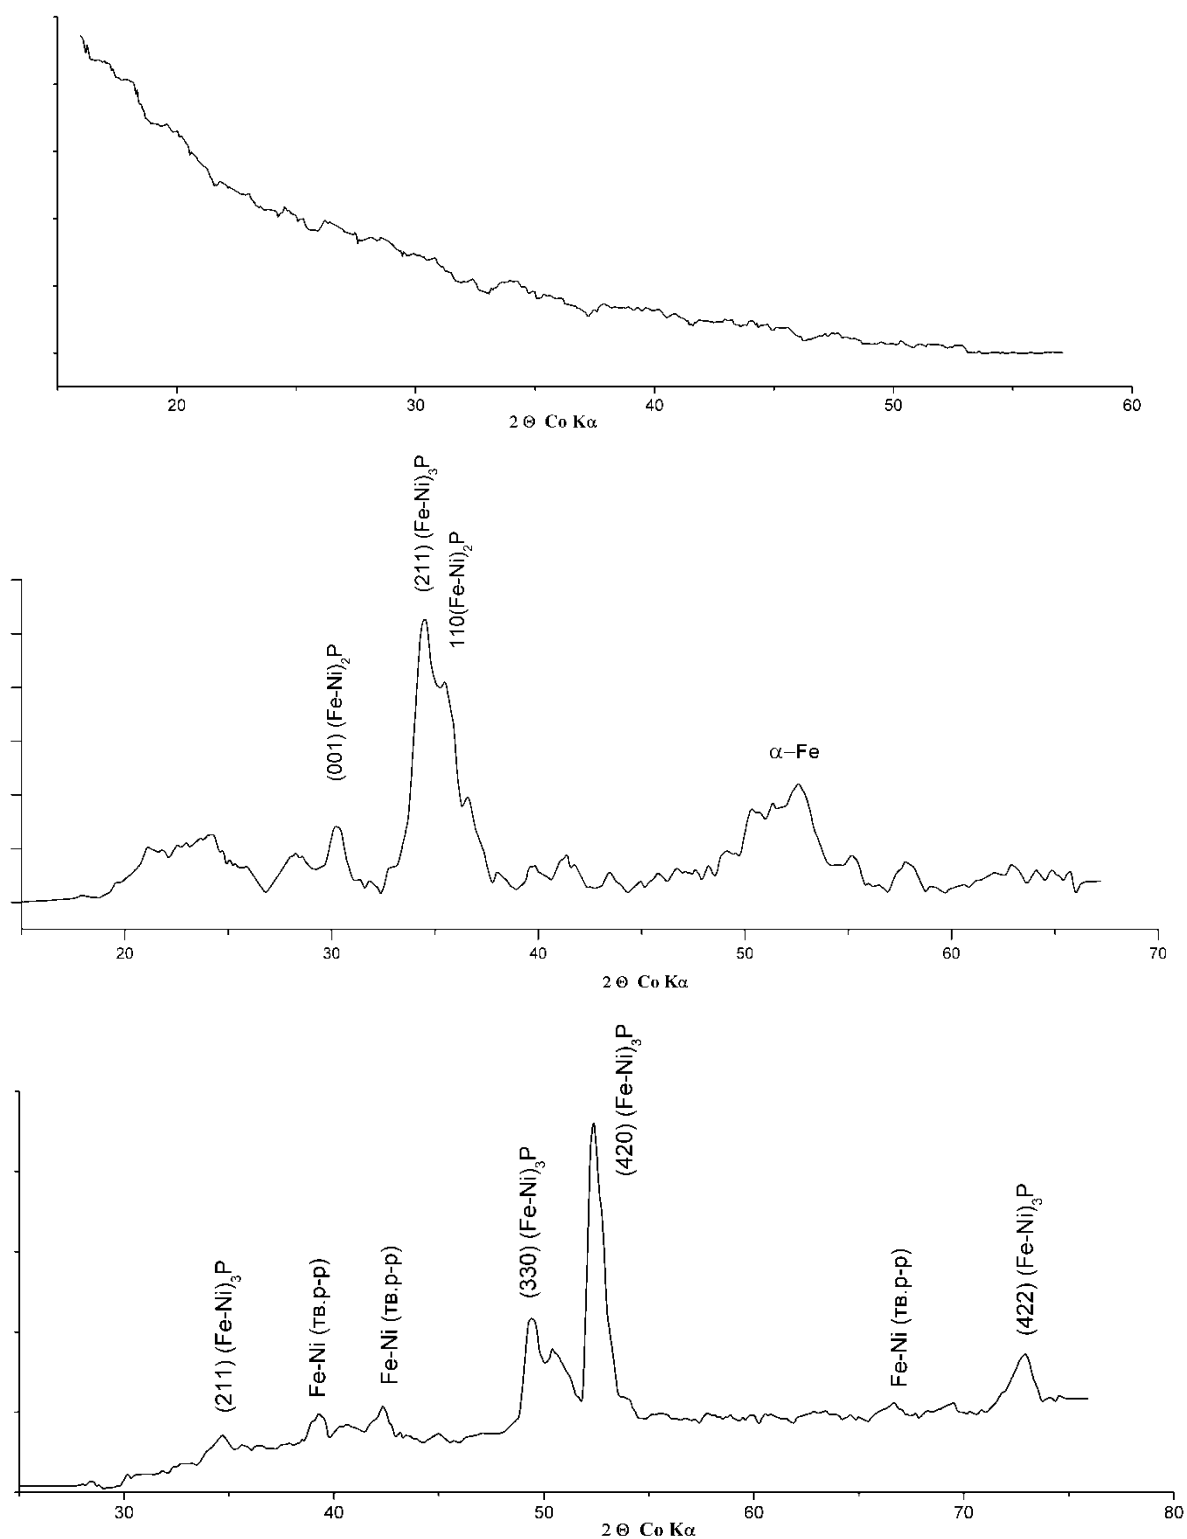 20 30 40 50 60
2 Θ Co Kα
(001) (Fe-Ni)₂P
(211) (Fe-Ni)₃P
110(Fe-Ni)₂P
α–Fe
20 30 40 50 60 70
2 Θ Co Kα
(211) (Fe-Ni)₃P
Fe-Ni (тв.р-р)
Fe-Ni (тв.р-р)
(330) (Fe-Ni)₃P
(420) (Fe-Ni)₃P
Fe-Ni (тв.р-р)
(422) (Fe-Ni)₃P
30 40 50 60 70 80
2 Θ Co Kα